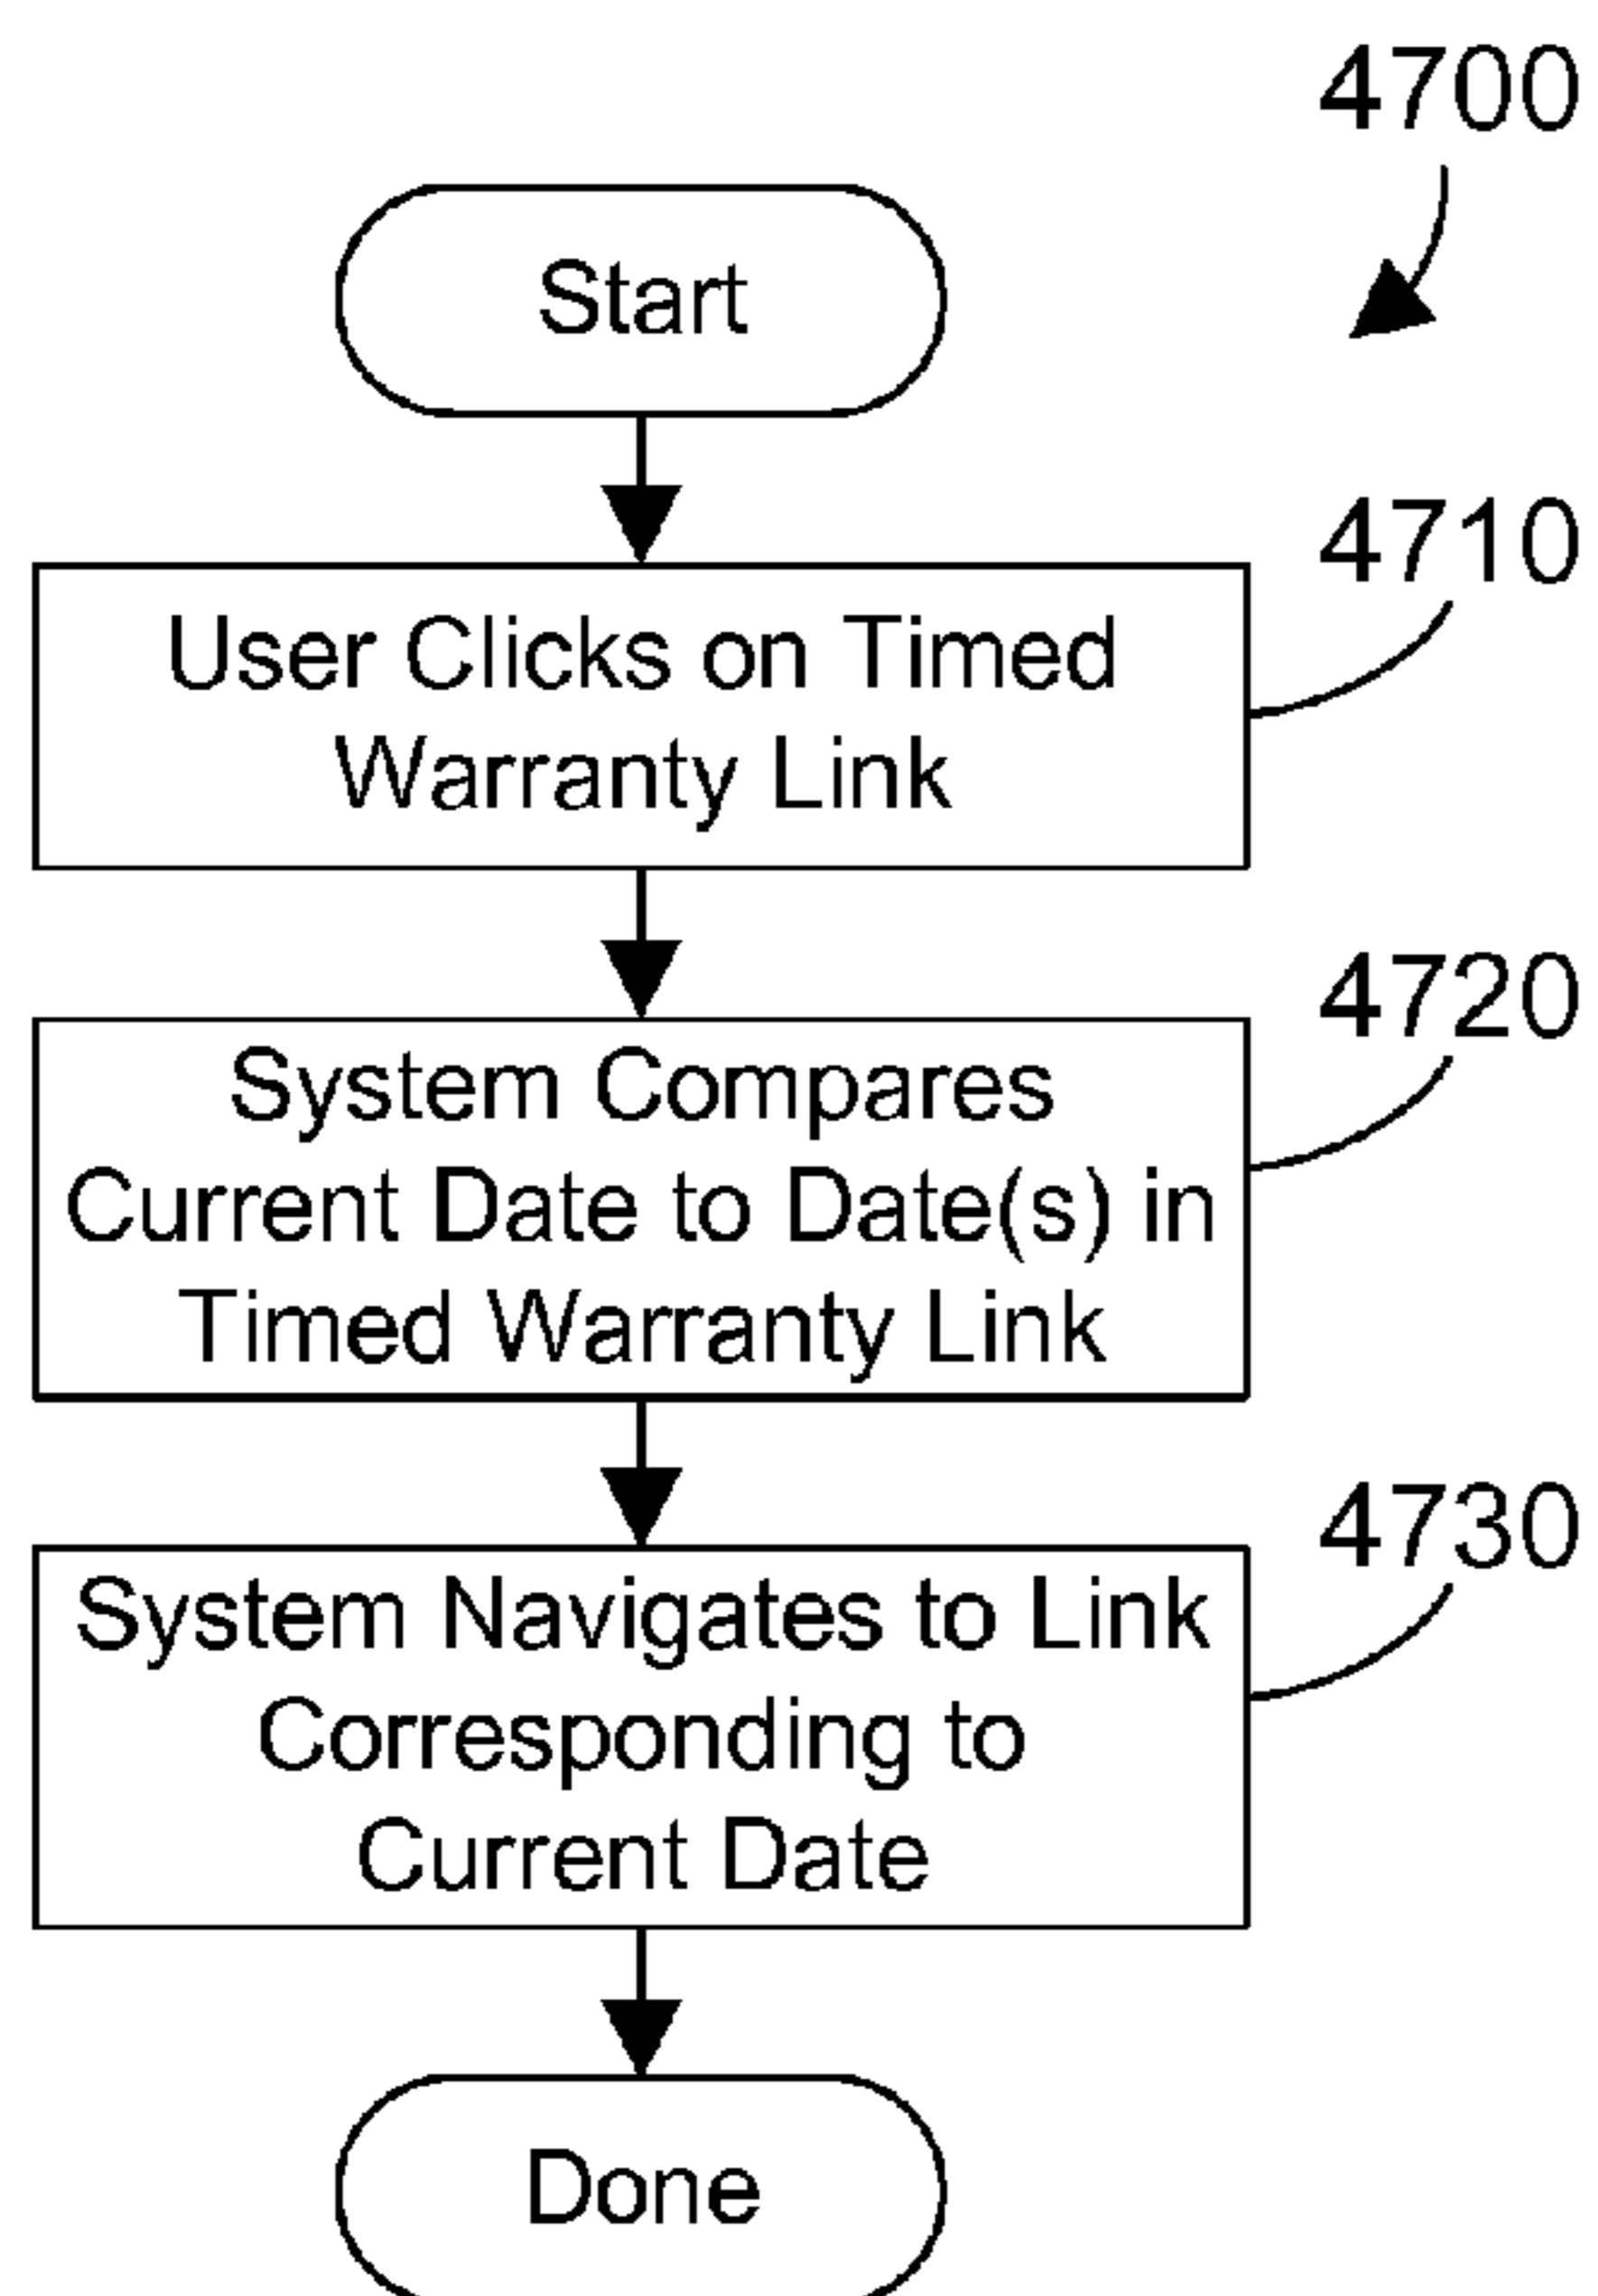 4700
Start
4710
User Clicks on Timed
Warranty Link
4720
System Compares
Current Date to Date(s) in
Timed Warranty Link
4730
System Navigates to Link
Corresponding to
Current Date
Done